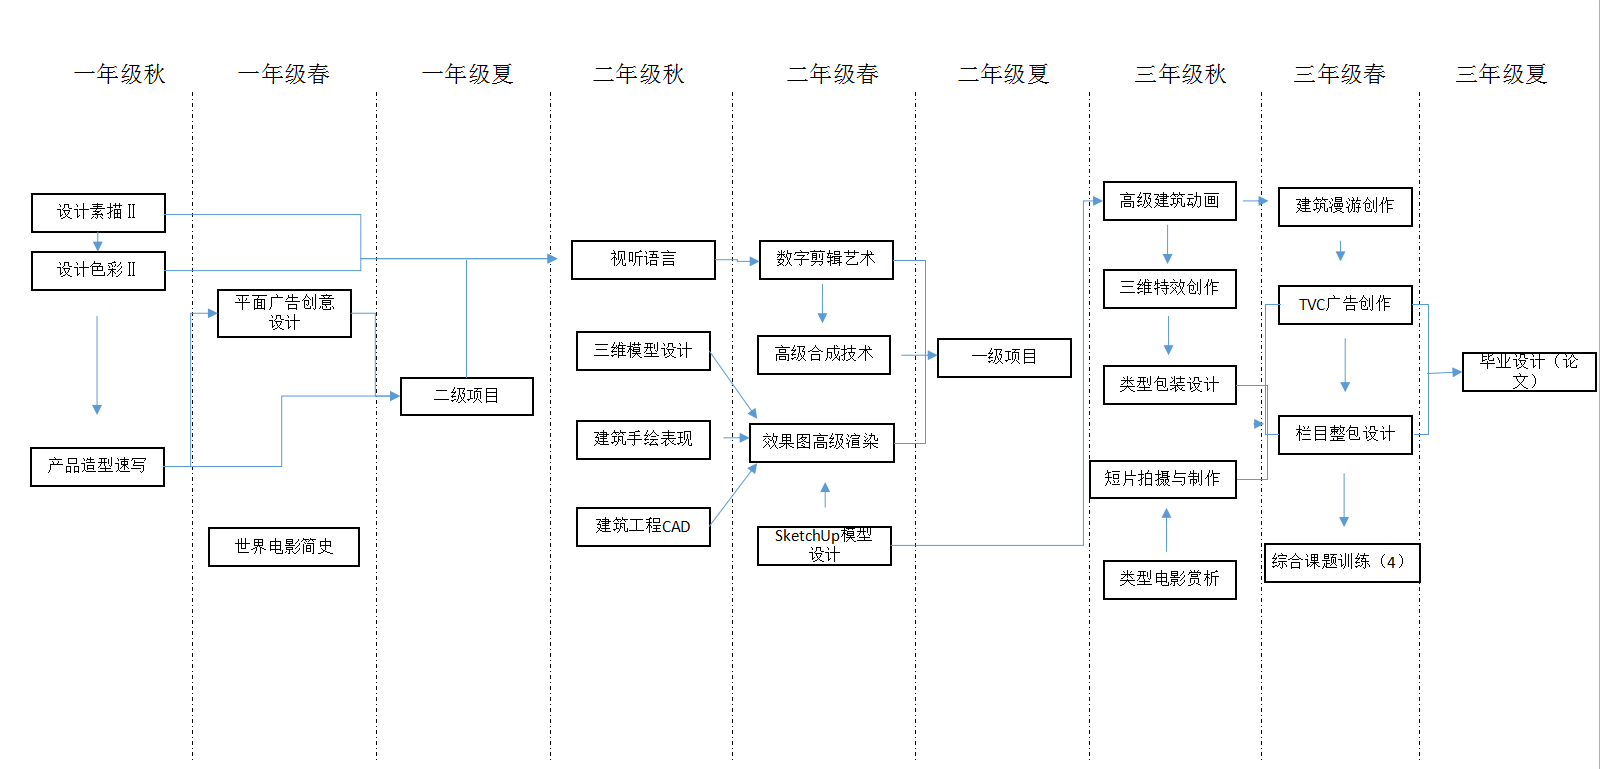 一年级秋
一年级春
一年级夏
二年级秋
二年级春
二年级夏
三年级秋
三年级春
三年级夏
设计素描Ⅱ
设计色彩Ⅱ
产品造型速写
平面广告创意
设计
世界电影简史
二级项目
视听语言
三维模型设计
建筑手绘表现
建筑工程CAD
数字剪辑艺术
高级合成技术
效果图高级渲染
SketchUp模型
设计
一级项目
高级建筑动画
三维特效创作
类型包装设计
短片拍摄与制作
类型电影赏析
建筑漫游创作
TVC广告创作
栏目整包设计
综合课题训练（4）
毕业设计（论
文）